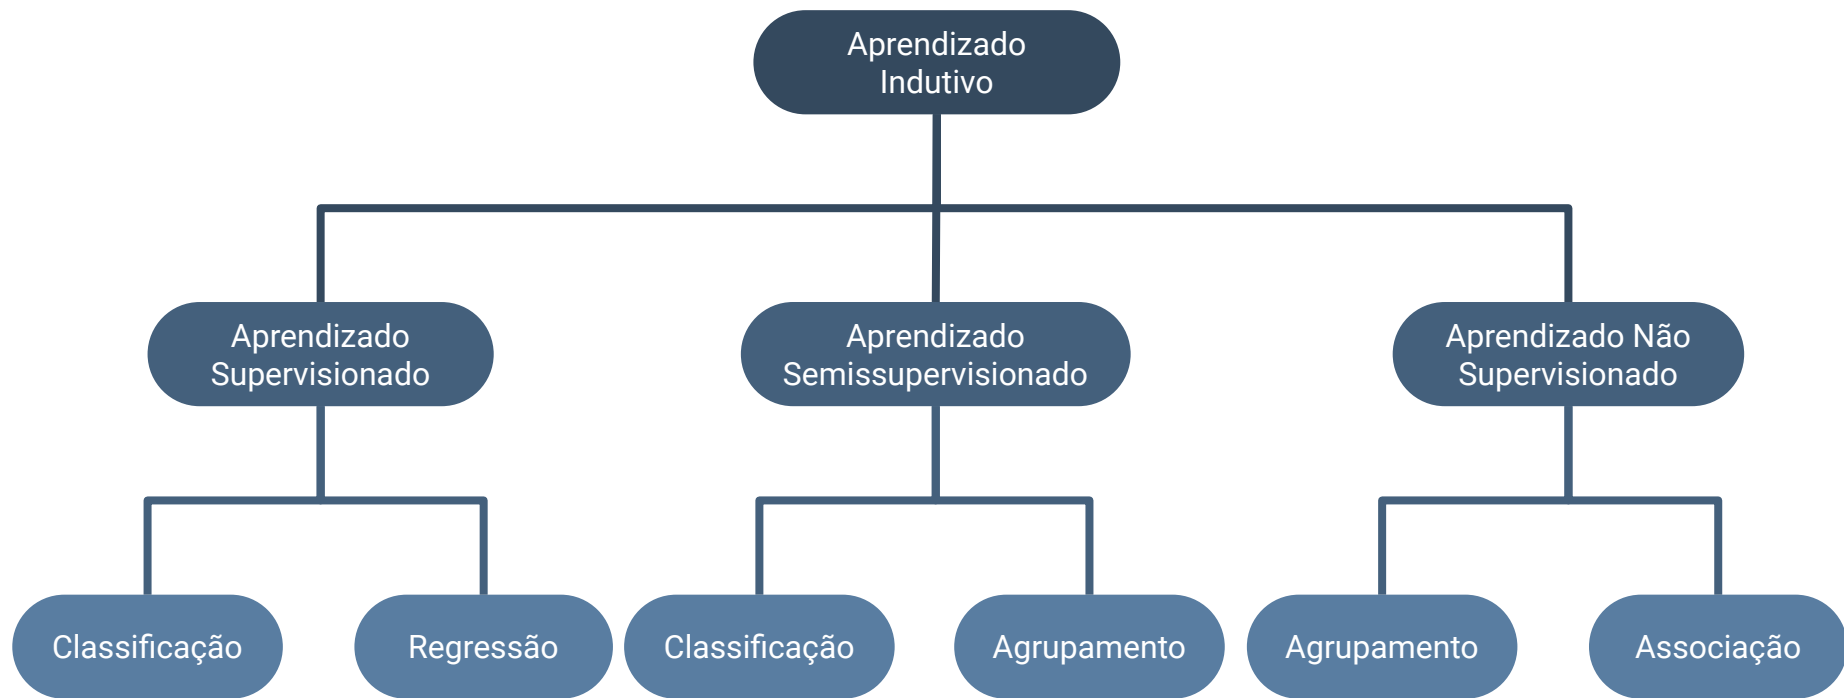 Aprendizado
Indutivo
Aprendizado
Supervisionado
Aprendizado
Semissupervisionado
Aprendizado Não
Supervisionado
Classificação
Regressão
Classificação
Agrupamento
Agrupamento
Associação